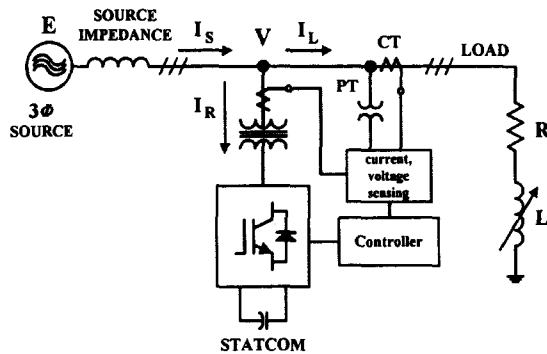 E
SOURCE
IMPEDANCE
I_S
V
I_L
CT
LOAD
3Φ
SOURCE
I_R
PT
R
current,
voltage
sensing
L
Controller
STATCOM